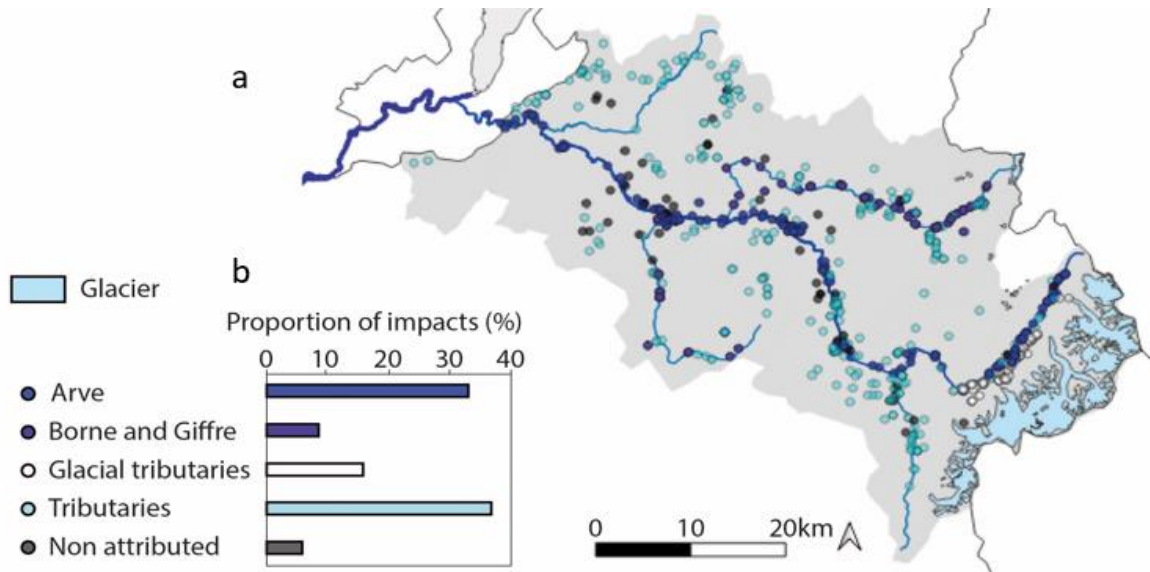 a
b
Glacier
Proportion of impacts (%)
0 10 30 40
Arve
Borne and Giffre
Glacial tributaries
Tributaries
Non attributed
0 10 20km